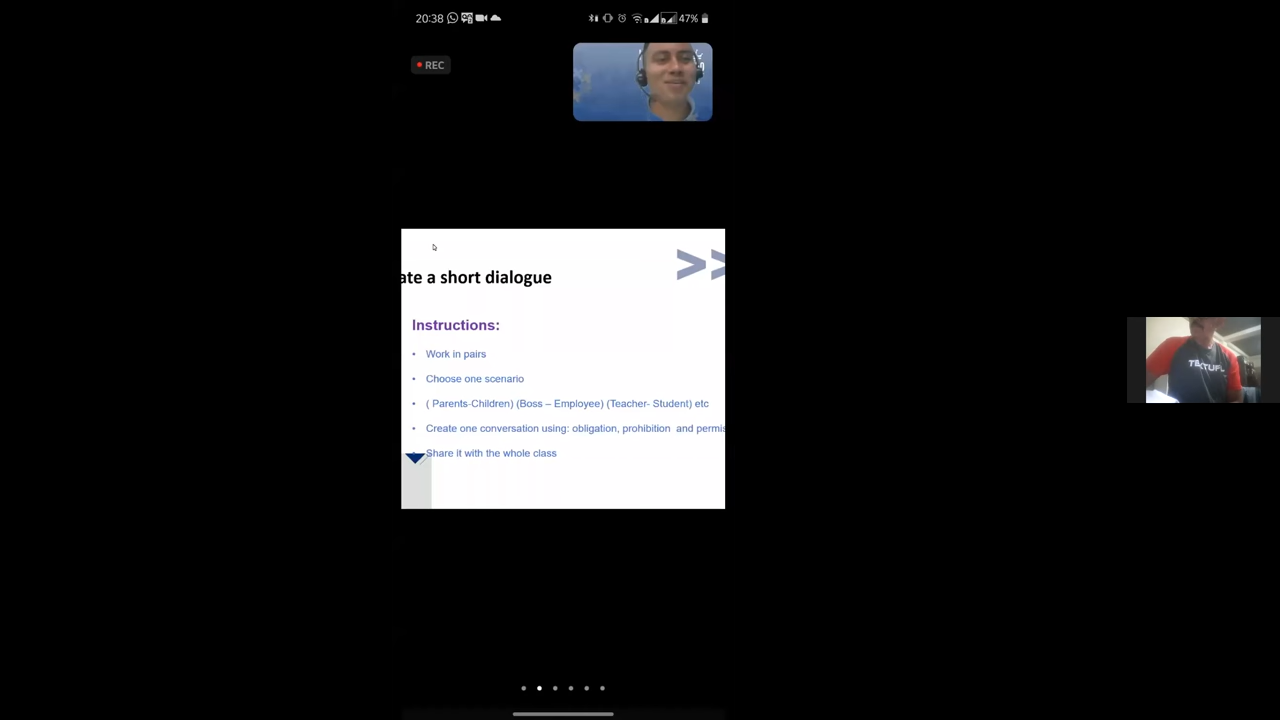 20:38 47%
REC
ate a short dialogue
>>
Instructions:
• Work in pairs
• Choose one scenario
• ( Parents-Children) (Boss – Employee) (Teacher- Student) etc
• Create one conversation using: obligation, prohibition and permis
• Share it with the whole class